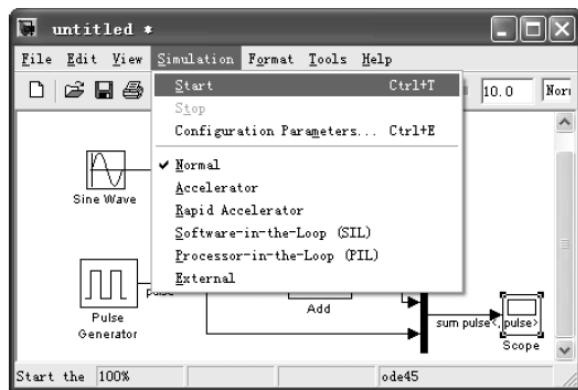 untitled *
File Edit View Simulation Format Tools Help
Start Ctrl+T
10.0
Stop
Configuration Parameters... Ctrl+E
✓ Normal
Accelerator
Rapid Accelerator
Software-in-the-Loop (SIL)
Processor-in-the-Loop (PIL)
External
Sine Wave
Pulse
Generator
Add
sum pulse<, pulse>
Scope
Start the 100% ode45